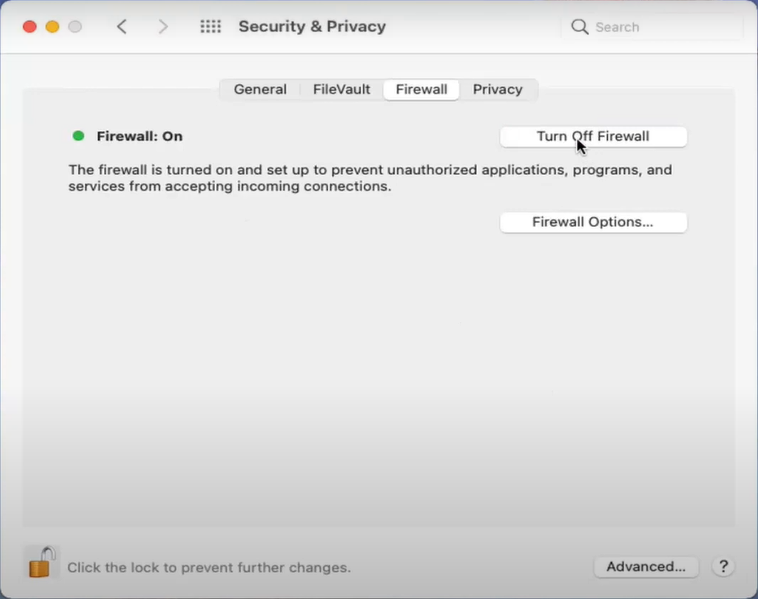 Security & Privacy
Search
General
FileVault
Firewall
Privacy
Firewall: On
Turn Off Firewall
The firewall is turned on and set up to prevent unauthorized applications, programs, and
services from accepting incoming connections.
Firewall Options...
Click the lock to prevent further changes.
Advanced...
?